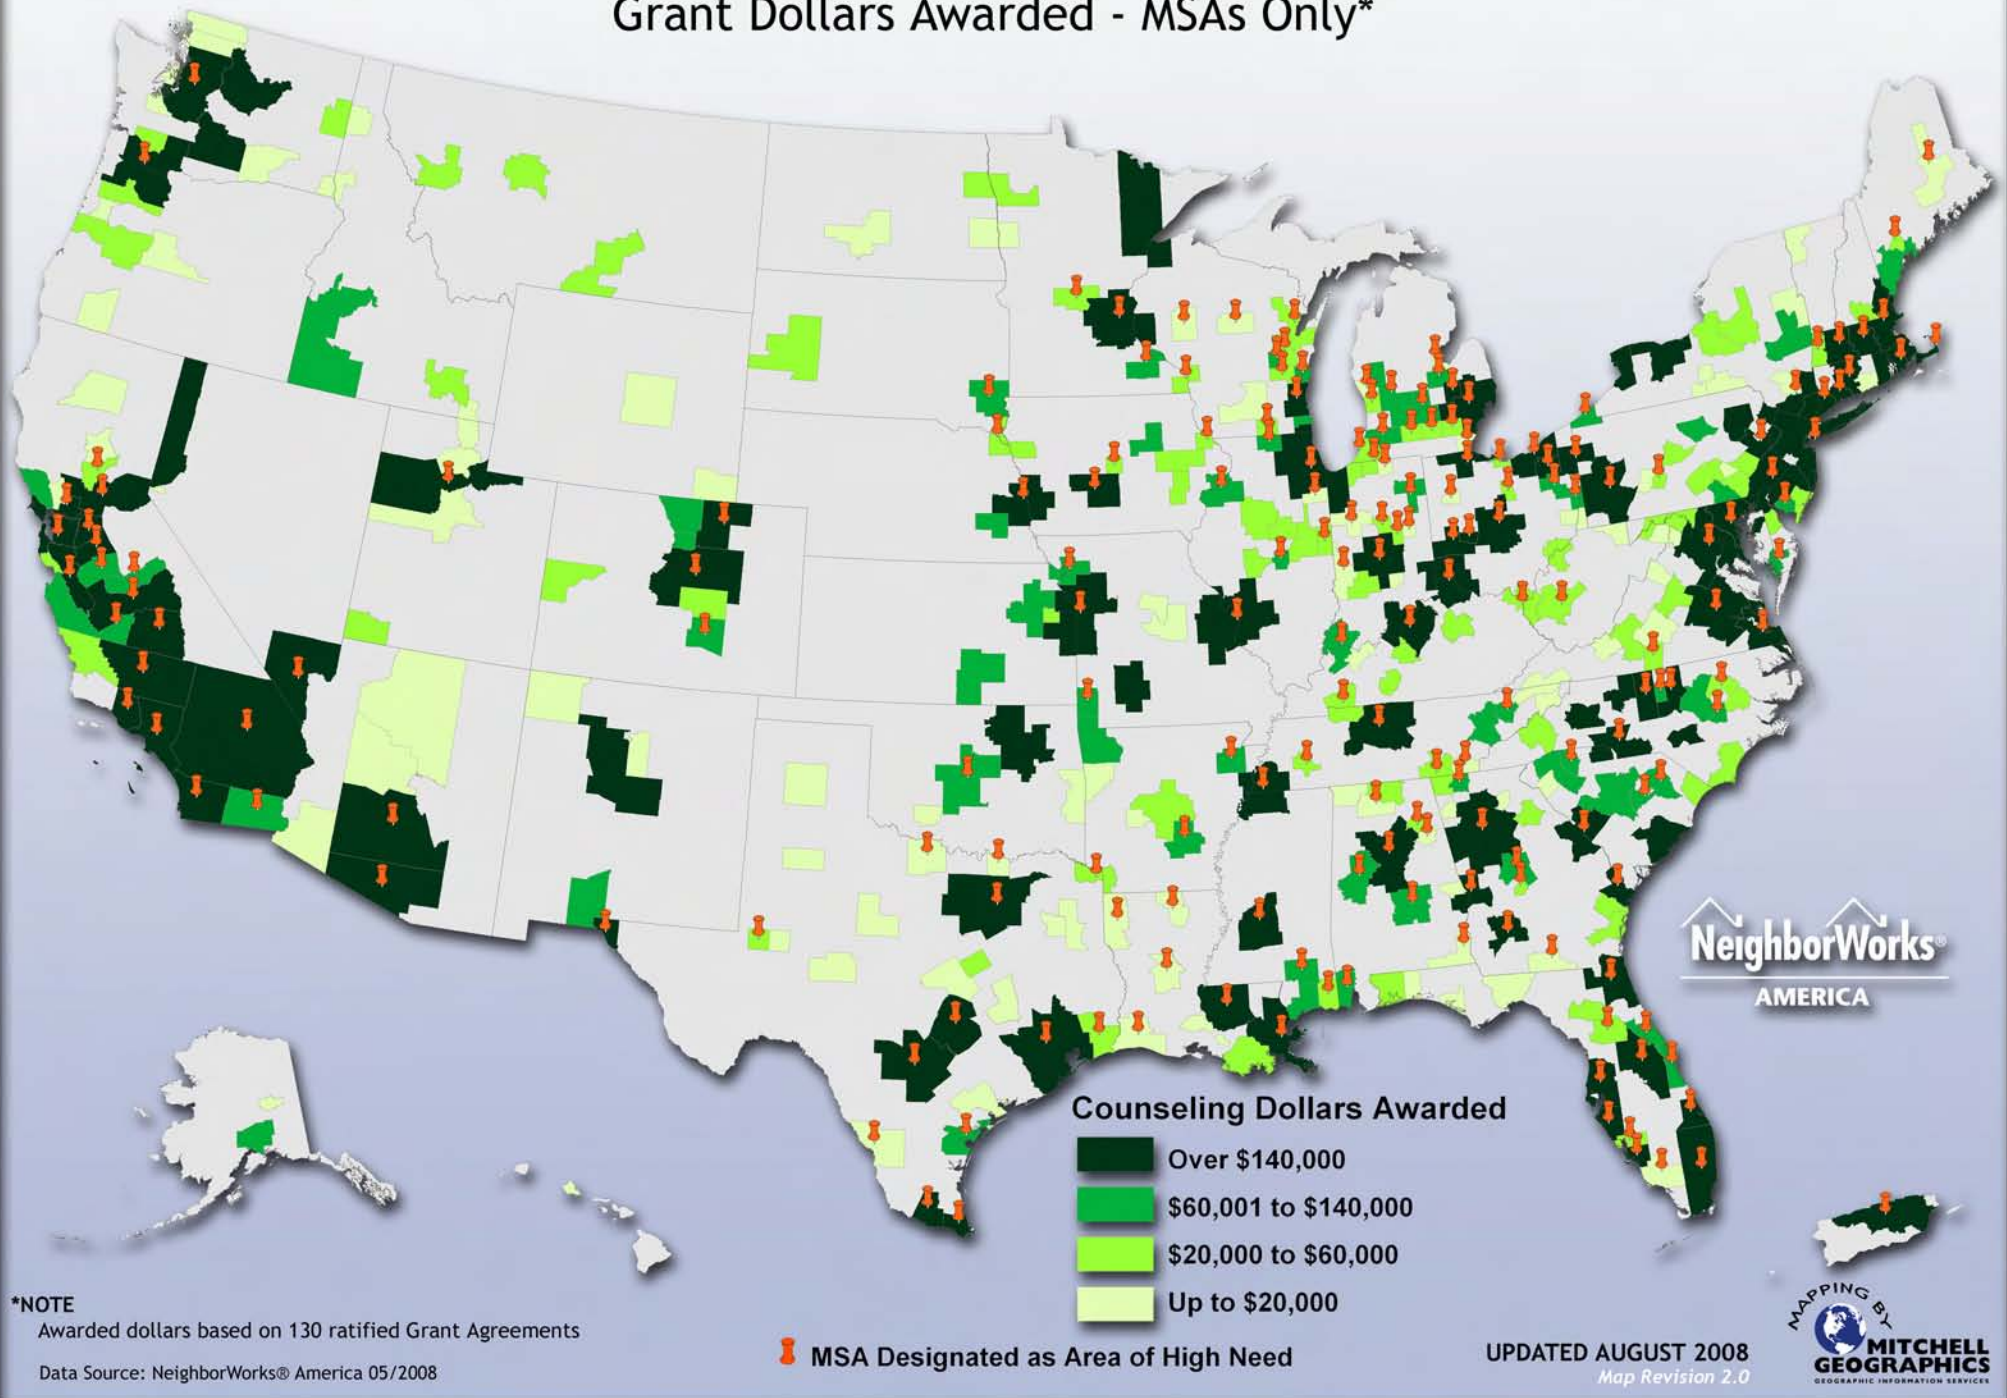 Grant Dollars Awarded - MSAs Only*
NeighborWorks®
AMERICA
Counseling Dollars Awarded
Over $140,000
$60,001 to $140,000
$20,000 to $60,000
Up to $20,000
MSA Designated as Area of High Need
*NOTE
Awarded dollars based on 130 ratified Grant Agreements
Data Source: NeighborWorks® America 05/2008
UPDATED AUGUST 2008
Map Revision 2.0
MAPPING BY
MITCHELL
GEOGRAPHICS
GEOGRAPHIC INFORMATION SERVICES